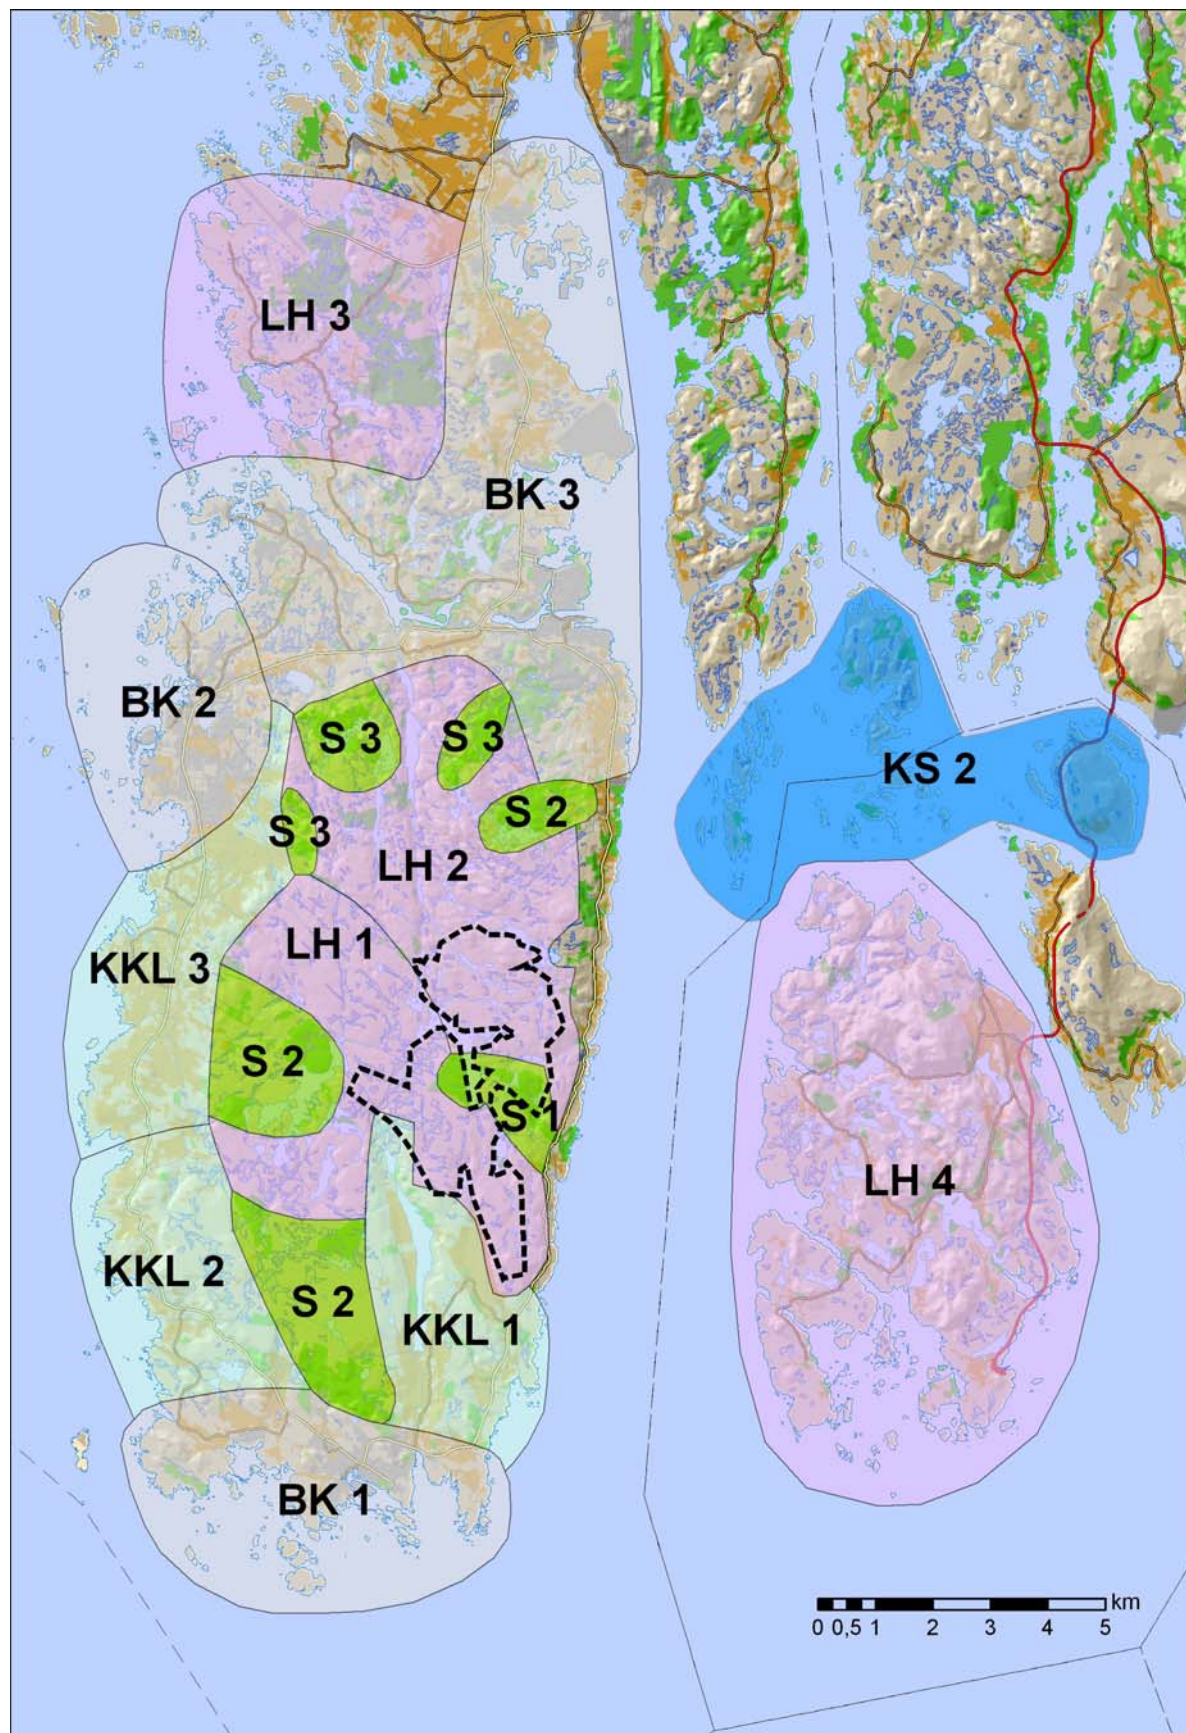 LH 3
BK 3
BK 2
S 3
S 3
KS 2
S 3
S 2
LH 2
LH 1
KKL 3
S 2
S 1
LH 4
KKL 2
S 2
KKL 1
BK 1
km
0 0,5 1 2 3 4 5